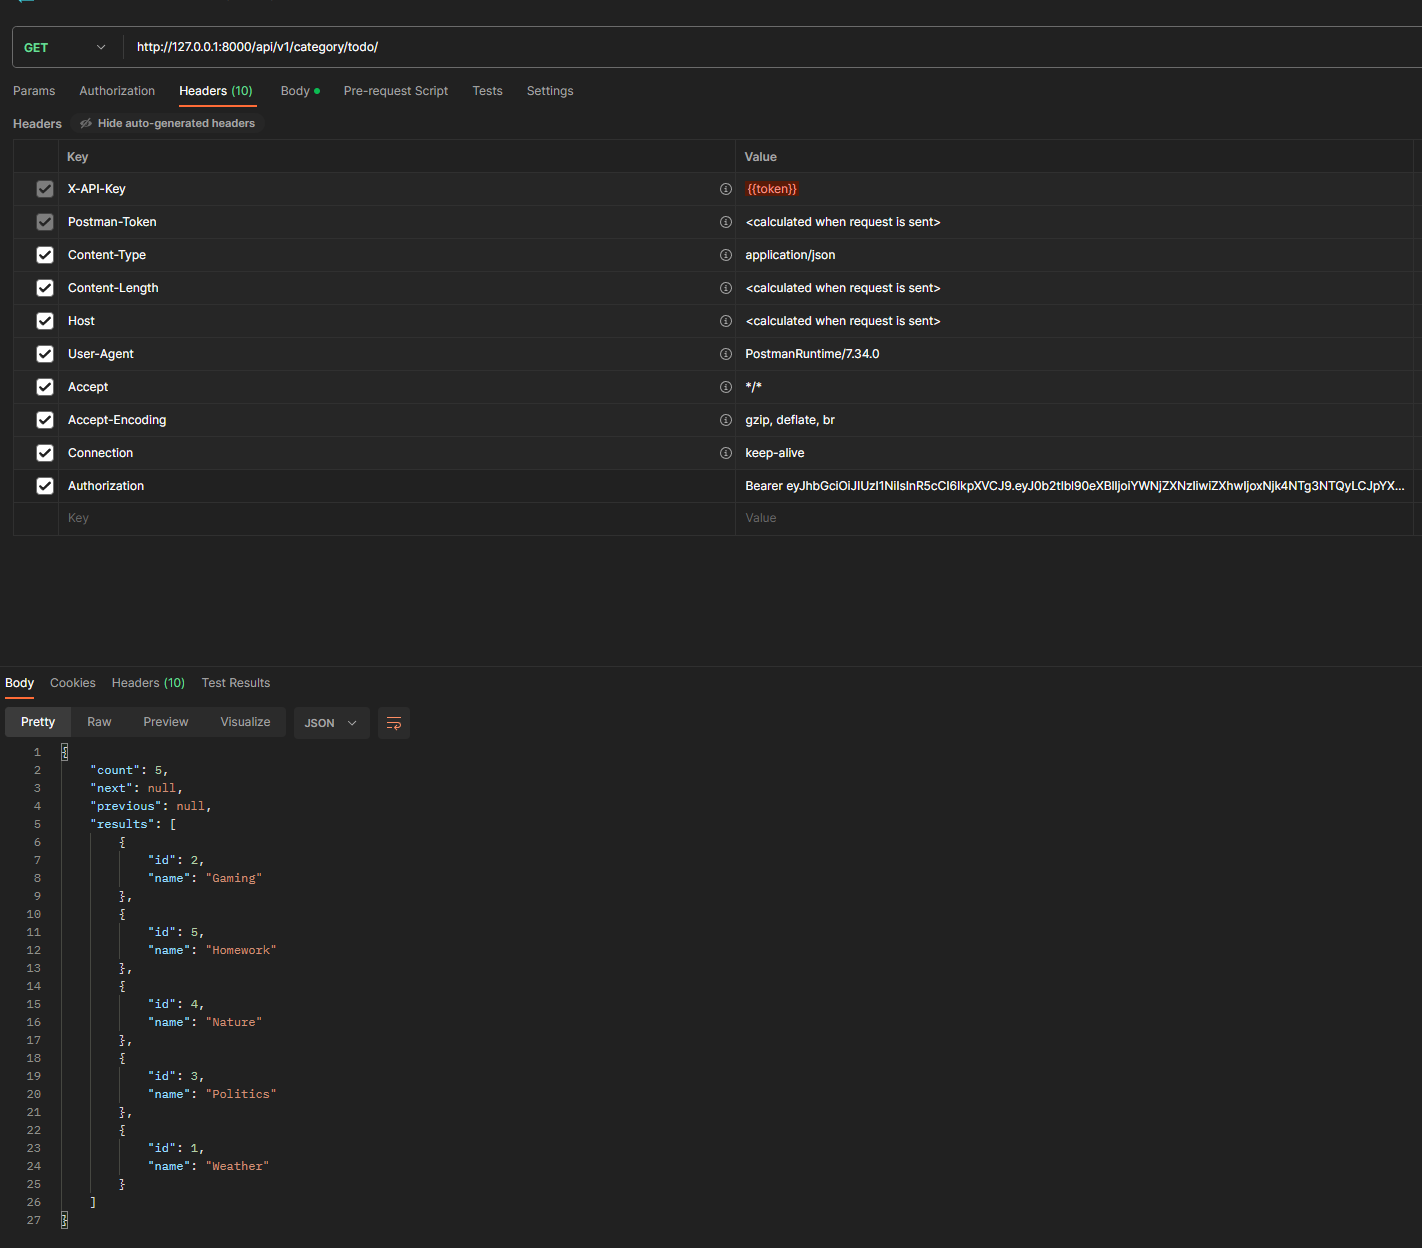 GET http://127.0.0.1:8000/api/v1/category/todo/
Params Authorization Headers (10) Body Pre-request Script Tests Settings
Headers Hide auto-generated headers
Key Value
X-API-Key {{token}}
Postman-Token <calculated when request is sent>
Content-Type application/json
Content-Length <calculated when request is sent>
Host <calculated when request is sent>
User-Agent PostmanRuntime/7.34.0
Accept */*
Accept-Encoding gzip, deflate, br
Connection keep-alive
Authorization Bearer
Key Value
Body Cookies Headers (10) Test Results
Pretty Raw Preview Visualize JSON
1 {
2 "count": 5,
3 "next": null,
4 "previous": null,
5 "results": [
6 {
7 "id": 2,
8 "name": "Gaming"
9 },
10 {
11 "id": 5,
12 "name": "Homework"
13 },
14 {
15 "id": 4,
16 "name": "Nature"
17 },
18 {
19 "id": 3,
20 "name": "Politics"
21 },
22 {
23 "id": 1,
24 "name": "Weather"
25 }
26 ]
27 }